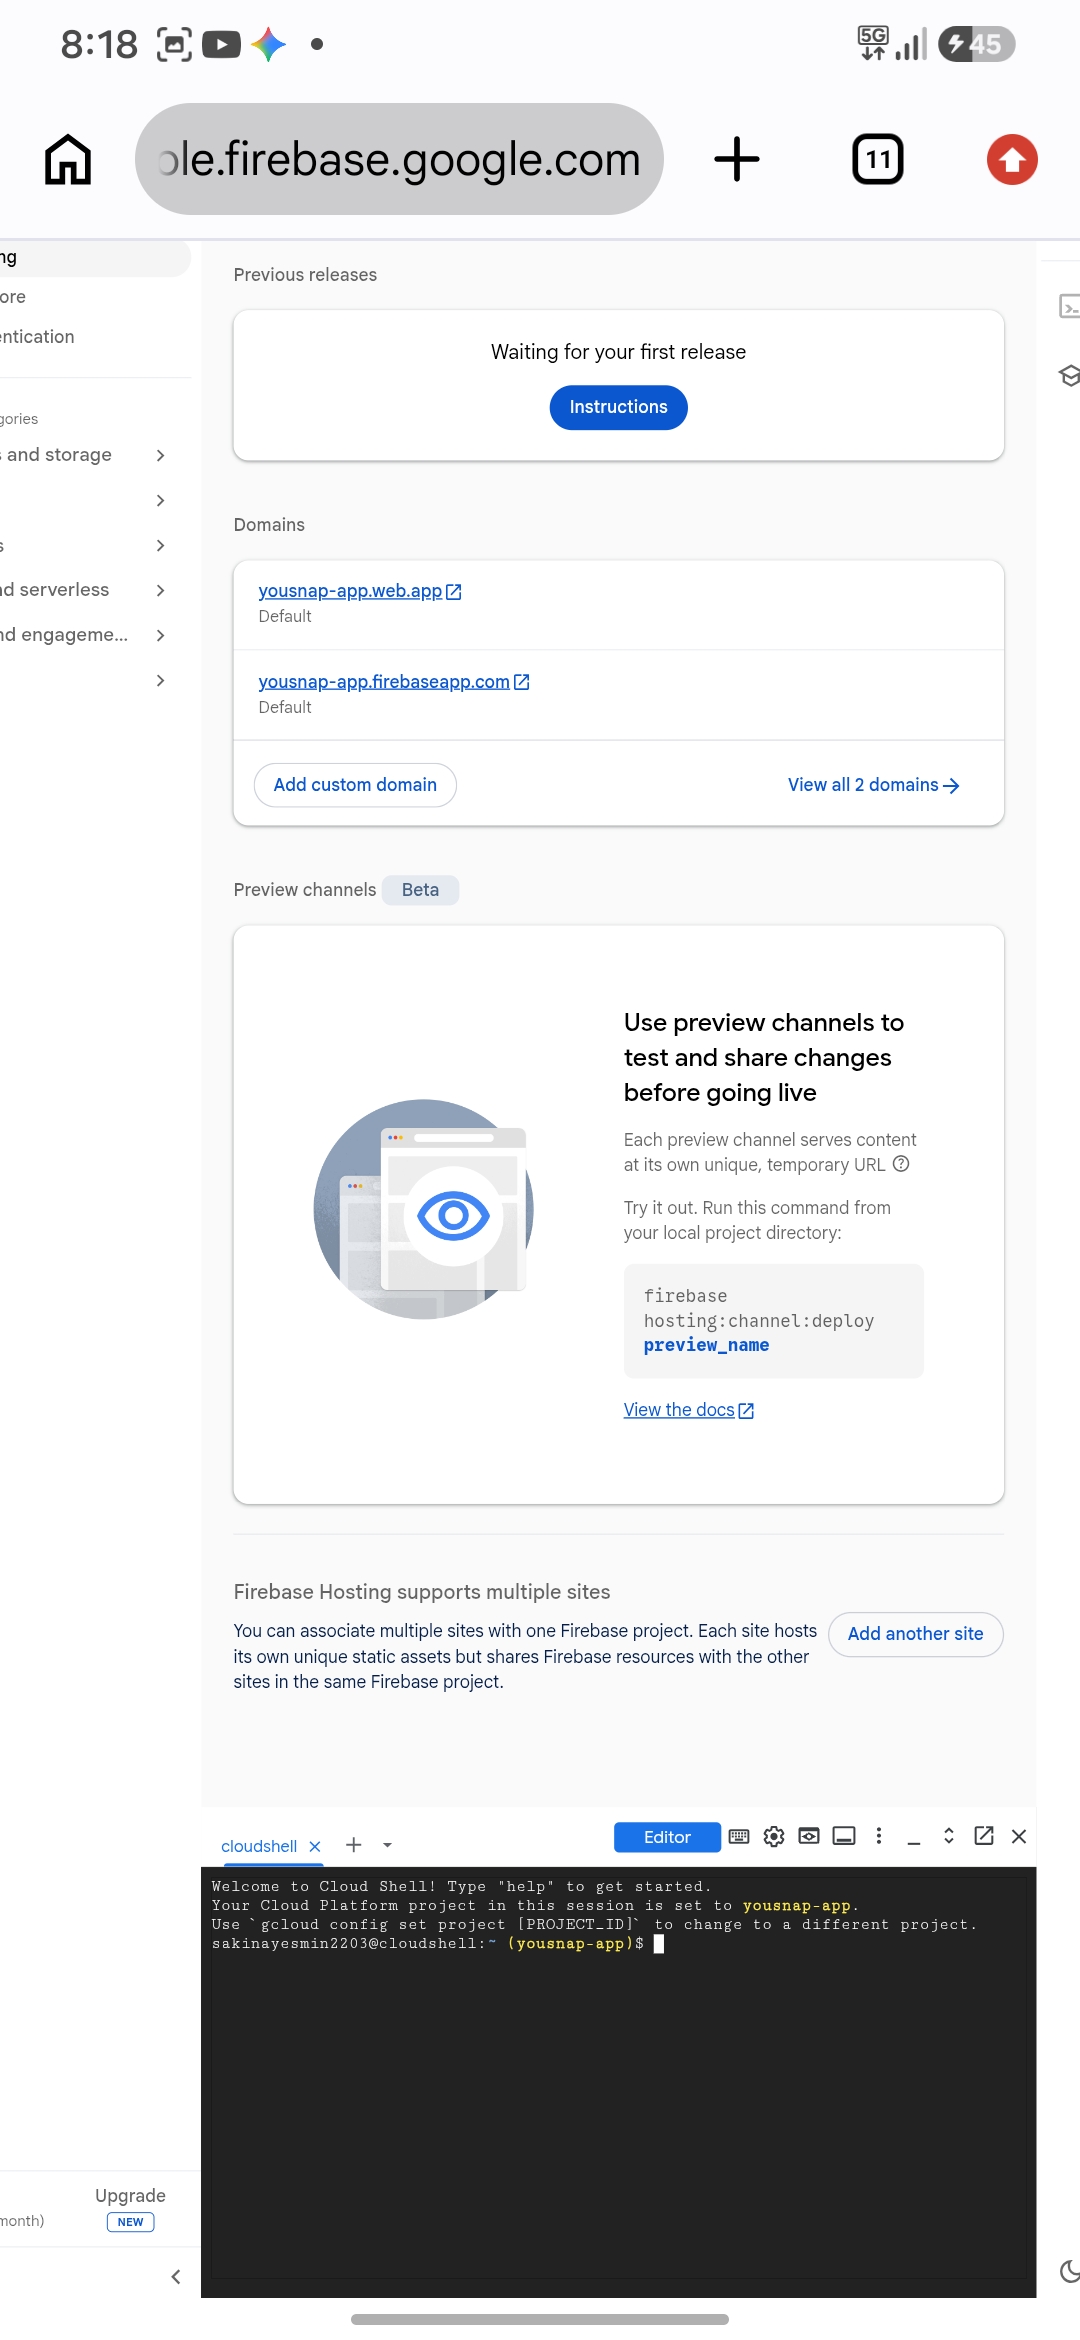 8:18
5G
45
ole.firebase.google.com
11
ng
ore
entication
gories
s and storage
s
nd serverless
nd engageme...
Previous releases
Waiting for your first release
Instructions
Domains
yousnap-app.web.app
Default
yousnap-app.firebaseapp.com
Default
Add custom domain
View all 2 domains
Preview channels
Beta
Use preview channels to
test and share changes
before going live
Each preview channel serves content
at its own unique, temporary URL
Try it out. Run this command from
your local project directory:
firebase
hosting:channel:deploy
preview_name
View the docs
Firebase Hosting supports multiple sites
You can associate multiple sites with one Firebase project. Each site hosts
its own unique static assets but shares Firebase resources with the other
sites in the same Firebase project.
Add another site
cloudshell
Editor
Welcome to Cloud Shell! Type "help" to get started.
Your Cloud Platform project in this session is set to yousnap-app.
Use `gcloud config set project [PROJECT_ID]` to change to a different project.
sakinayesmin2203@cloudshell:~ (yousnap-app)$
Upgrade
month)
NEW